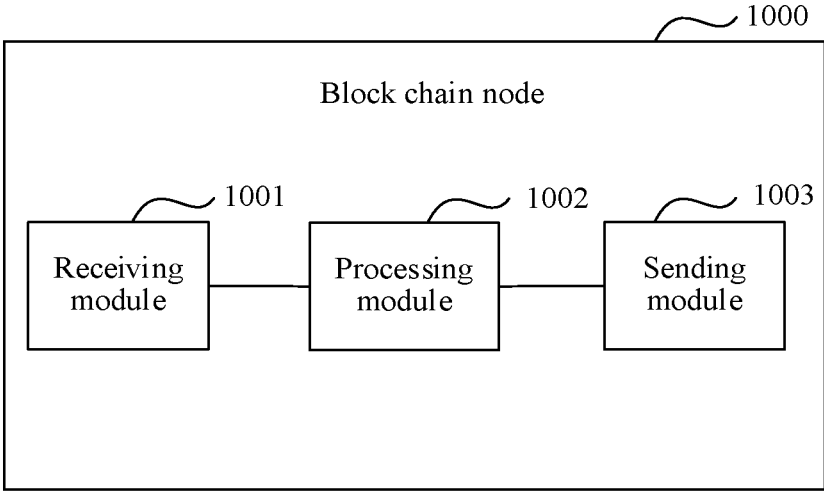 1000
Block chain node
1001
1002
1003
Receiving
module
Processing
module
Sending
module